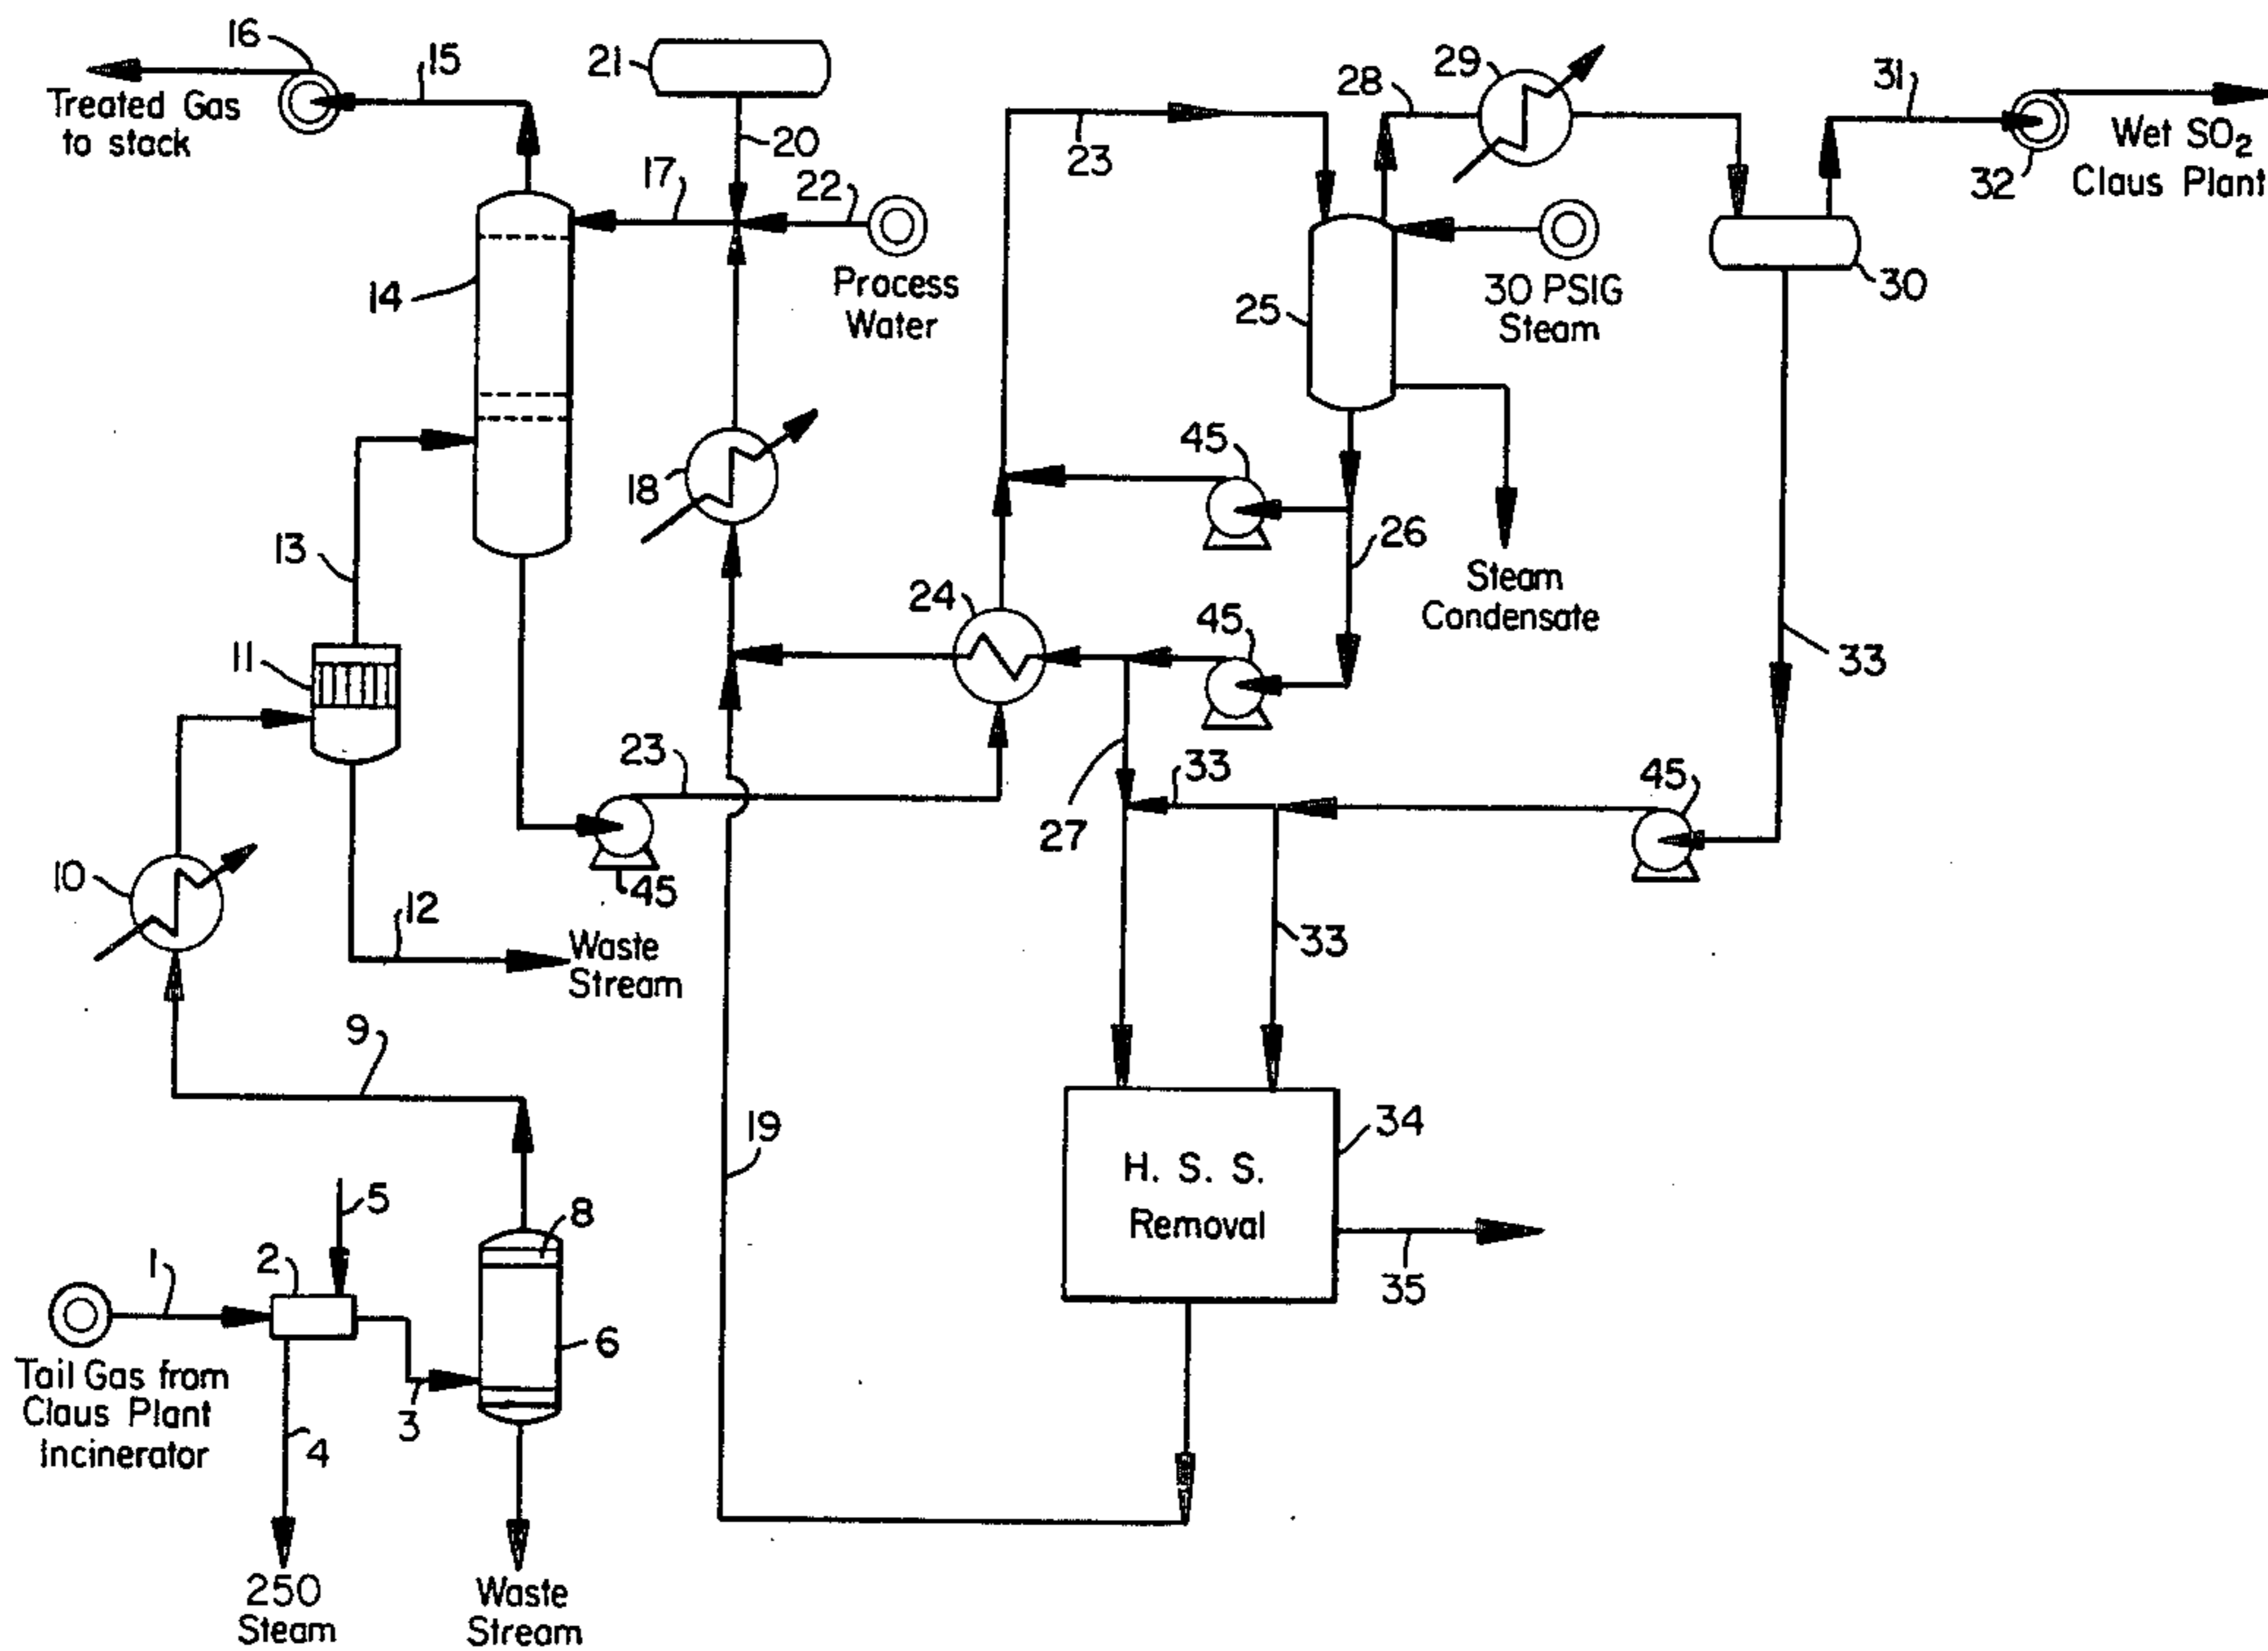 16
15
21
Treated Gas
to stack
20
17
22
14
Process
Water
18
23
28
29
31
Wet SO2
Claus Plant
32
30 PSIG
Steam
25
30
45
26
13
24
45
Steam
Condensate
33
11
23
33
27
45
10
45
12
Waste
Stream
33
9
19
34
H. S. S.
Removal
5
8
35
1
2
6
Tail Gas from
Claus Plant
Incinerator
3
4
250
Steam
Waste
Stream